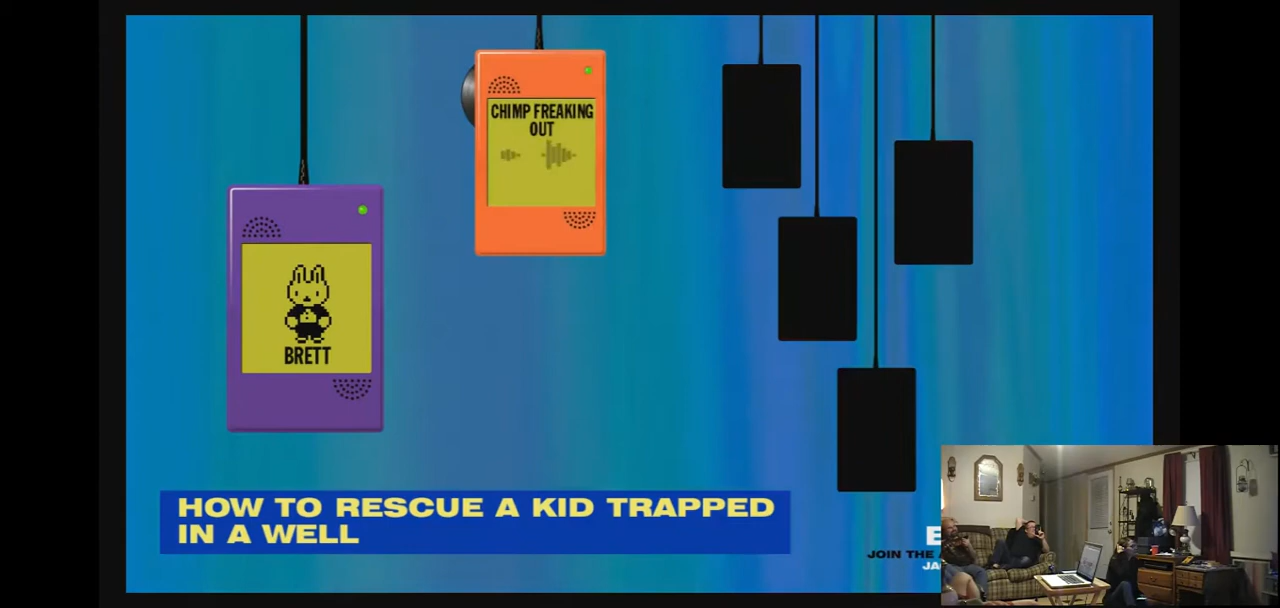 CHIMP FREAKING
OUT
BRETT
HOW TO RESCUE A KID TRAPPED
IN A WELL
JOIN THE